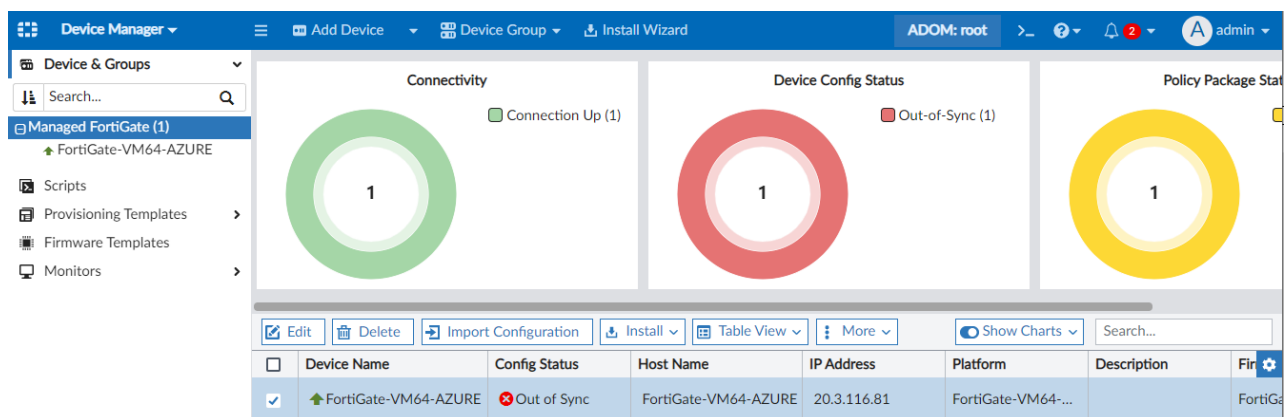 Device Manager Add Device Device Group Install Wizard ADOM: root >_ ? 2 A admin
Device & Groups
Search...
Managed FortiGate (1)
FortiGate-VM64-AZURE
Scripts
Provisioning Templates
Firmware Templates
Monitors
Connectivity
Connection Up (1)
1
Device Config Status
Out-of-Sync (1)
1
Policy Package Stat
1
Edit Delete Import Configuration Install Table View More Show Charts Search...
Device Name Config Status Host Name IP Address Platform Description Fir
FortiGate-VM64-AZURE Out of Sync FortiGate-VM64-AZURE 20.3.116.81 FortiGate-VM64-... FortiGa